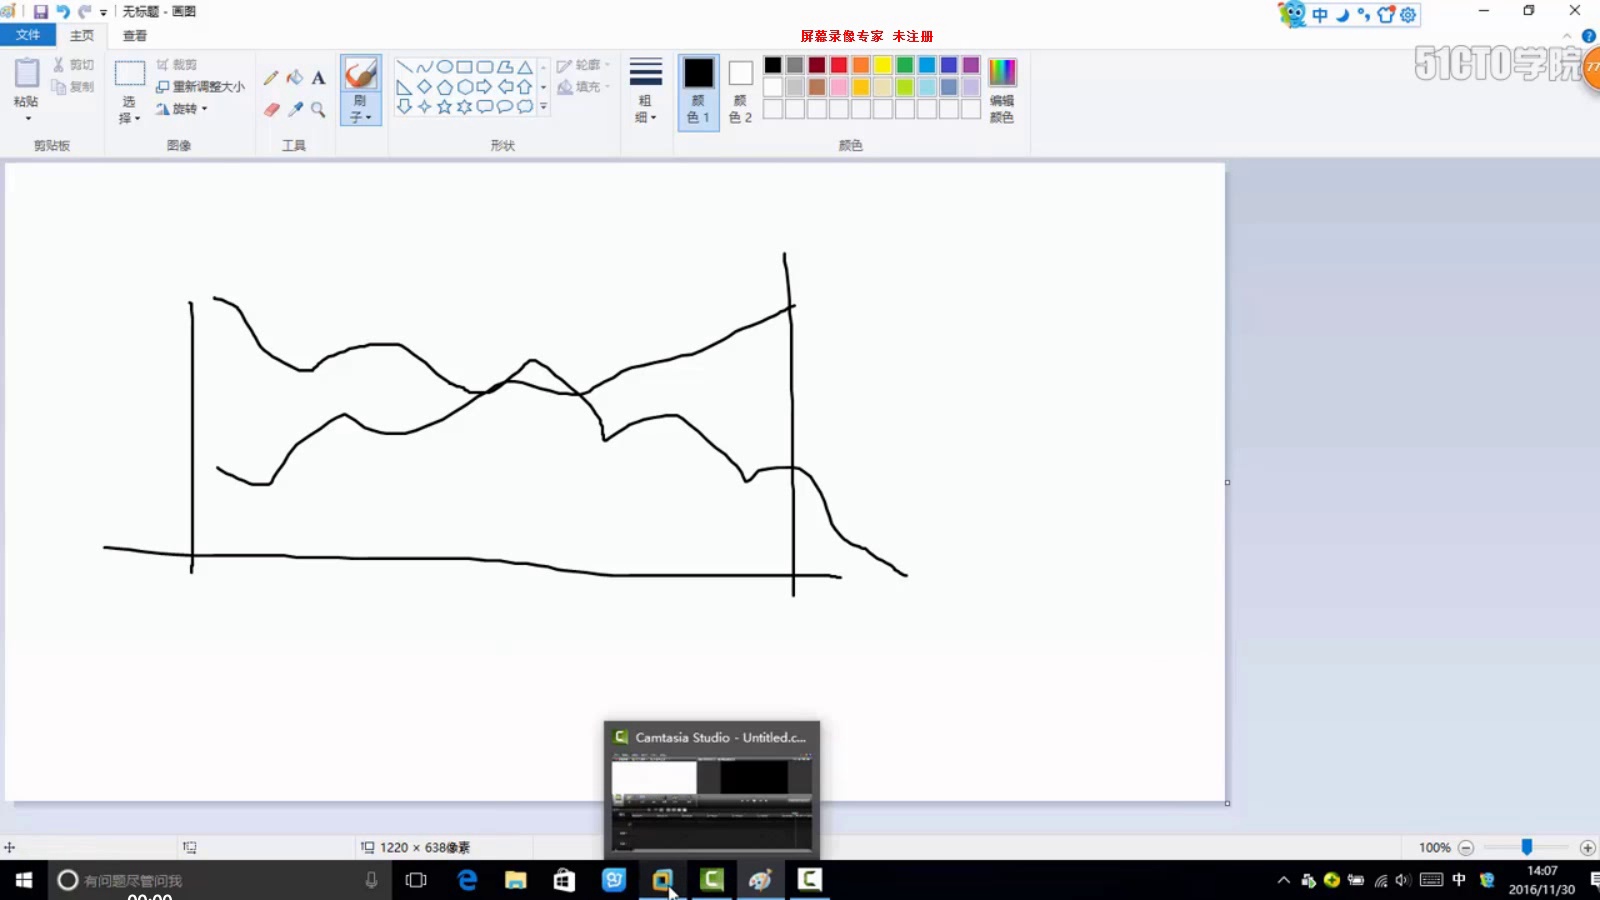 无标题 - 画图
中
文件
主页
查看
屏幕录像专家 未注册
51CTO学院
77
粘贴
剪切
复制
剪贴板
选择
裁剪
重新调整大小
旋转
图像
A
工具
刷子
轮廓
填充
形状
粗细
颜色 1
颜色 2
编辑颜色
颜色
Camtasia Studio - Untitled.c...
1220 × 638像素
100%
有问题尽管问我
中
14:07
2016/11/30